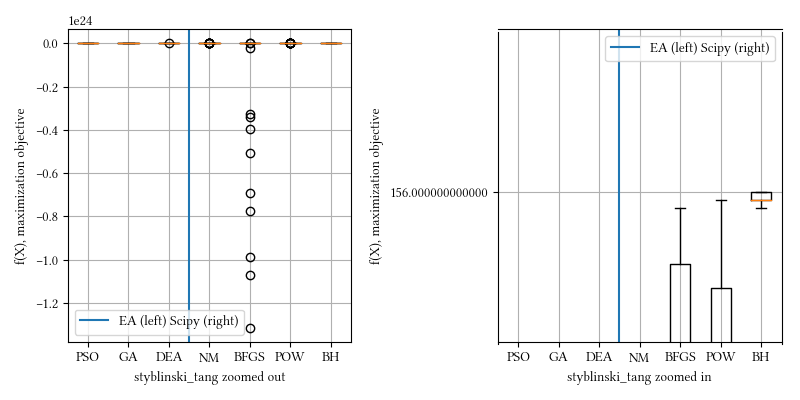 1e24
0.0
−0.2
−0.4
−0.6
−0.8
−1.0
−1.2
f(X), maximization objective
EA (left) Scipy (right)
PSO GA DEA NM BFGS POW BH
styblinski_tang zoomed out
EA (left) Scipy (right)
156.000000000000
f(X), maximization objective
PSO GA DEA NM BFGS POW BH
styblinski_tang zoomed in